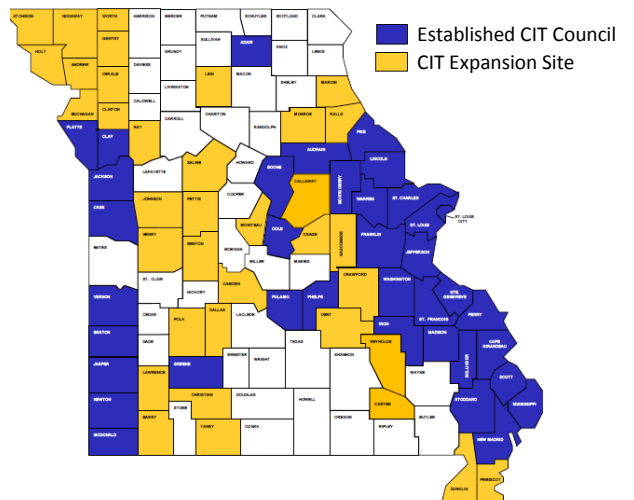 ATCHISON
NODAWAY
WORTH
HARRISON
MERCER
PUTNAM
SCHUYLER
SCOTLAND
CLARK
Established CIT Council
CIT Expansion Site
GENTRY
SULLIVAN
ADAIR
KNOX
LEWIS
HOLT
ANDREW
DEKALB
DAVIESS
GRUNDY
LINN
MACON
SHELBY
MARION
LIVINGSTON
BUCHANAN
CLINTON
CALDWELL
CARROLL
CHARITON
RANDOLPH
MONROE
RALLS
PLATTE
CLAY
RAY
PIKE
AUDRAIN
SALINE
HOWARD
BOONE
LINCOLN
JACKSON
LAFAYETTE
CALLAWAY
MONTGOMERY
WARREN
ST. CHARLES
COOPER
CASS
JOHNSON
PETTIS
MONITEAU
COLE
OSAGE
GASCONADE
FRANKLIN
ST. LOUIS
ST. LOUIS
CITY
BATES
HENRY
BENTON
MORGAN
MILLER
MARIES
JEFFERSON
ST. CLAIR
HICKORY
CAMDEN
PULASKI
PHELPS
CRAWFORD
WASHINGTON
STE.
GENEVIEVE
VERNON
CEDAR
POLK
DALLAS
LACLEDE
DENT
IRON
ST. FRANCOIS
PERRY
MADISON
BARTON
DADE
TEXAS
REYNOLDS
CAPE
GIRARDEAU
JASPER
LAWRENCE
GREENE
WEBSTER
WRIGHT
SHANNON
WAYNE
BOLLINGER
SCOTT
NEWTON
CHRISTIAN
DOUGLAS
HOWELL
CARTER
STODDARD
MISSISSIPPI
STONE
BARRY
TANEY
OZARK
OREGON
RIPLEY
BUTLER
MCDONALD
NEW MADRID
DUNKLIN
PEMISCOT